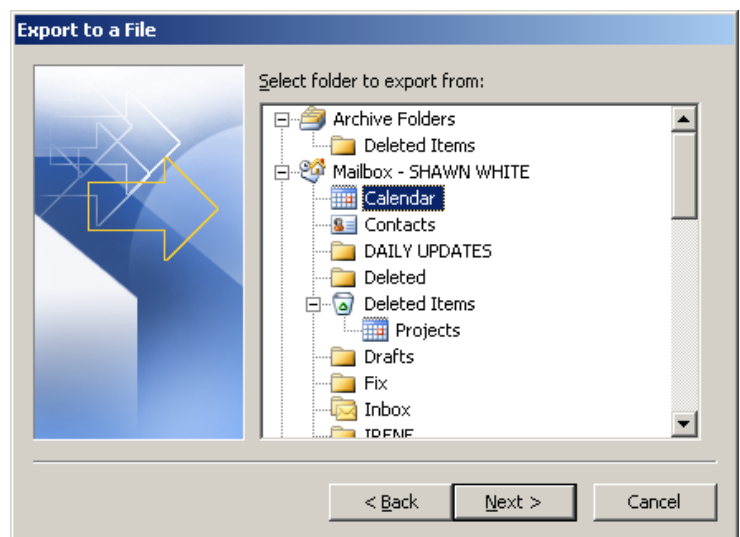 Export to a File
Select folder to export from:
Archive Folders
Deleted Items
Mailbox - SHAWN WHITE
Calendar
Contacts
DAILY UPDATES
Deleted
Deleted Items
Projects
Drafts
Fix
Inbox
IRENE
< Back
Next >
Cancel